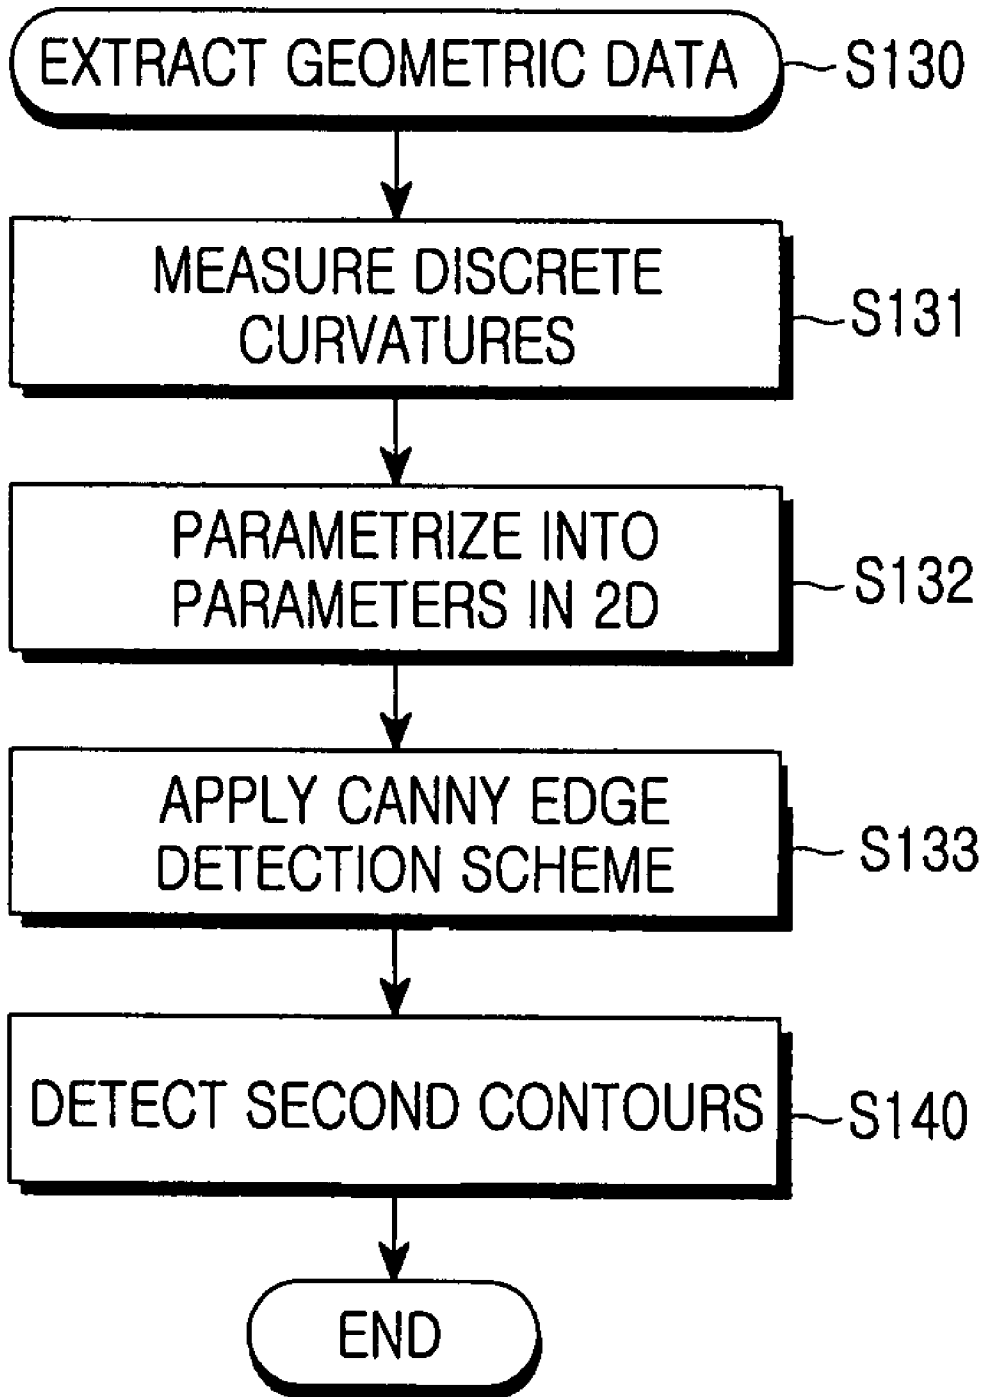 EXTRACT GEOMETRIC DATA S130
MEASURE DISCRETE
CURVATURES
S131
PARAMETRIZE INTO
PARAMETERS IN 2D
S132
APPLY CANNY EDGE
DETECTION SCHEME
S133
DETECT SECOND CONTOURS S140
END